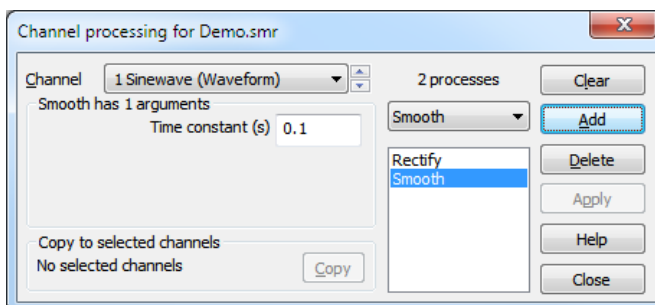 Channel processing for Demo.smr
Channel 1 Sinewave (Waveform)
2 processes
Clear
Smooth has 1 arguments
Time constant (s) 0.1
Smooth
Add
Rectify
Smooth
Delete
Apply
Copy to selected channels
No selected channels
Copy
Help
Close